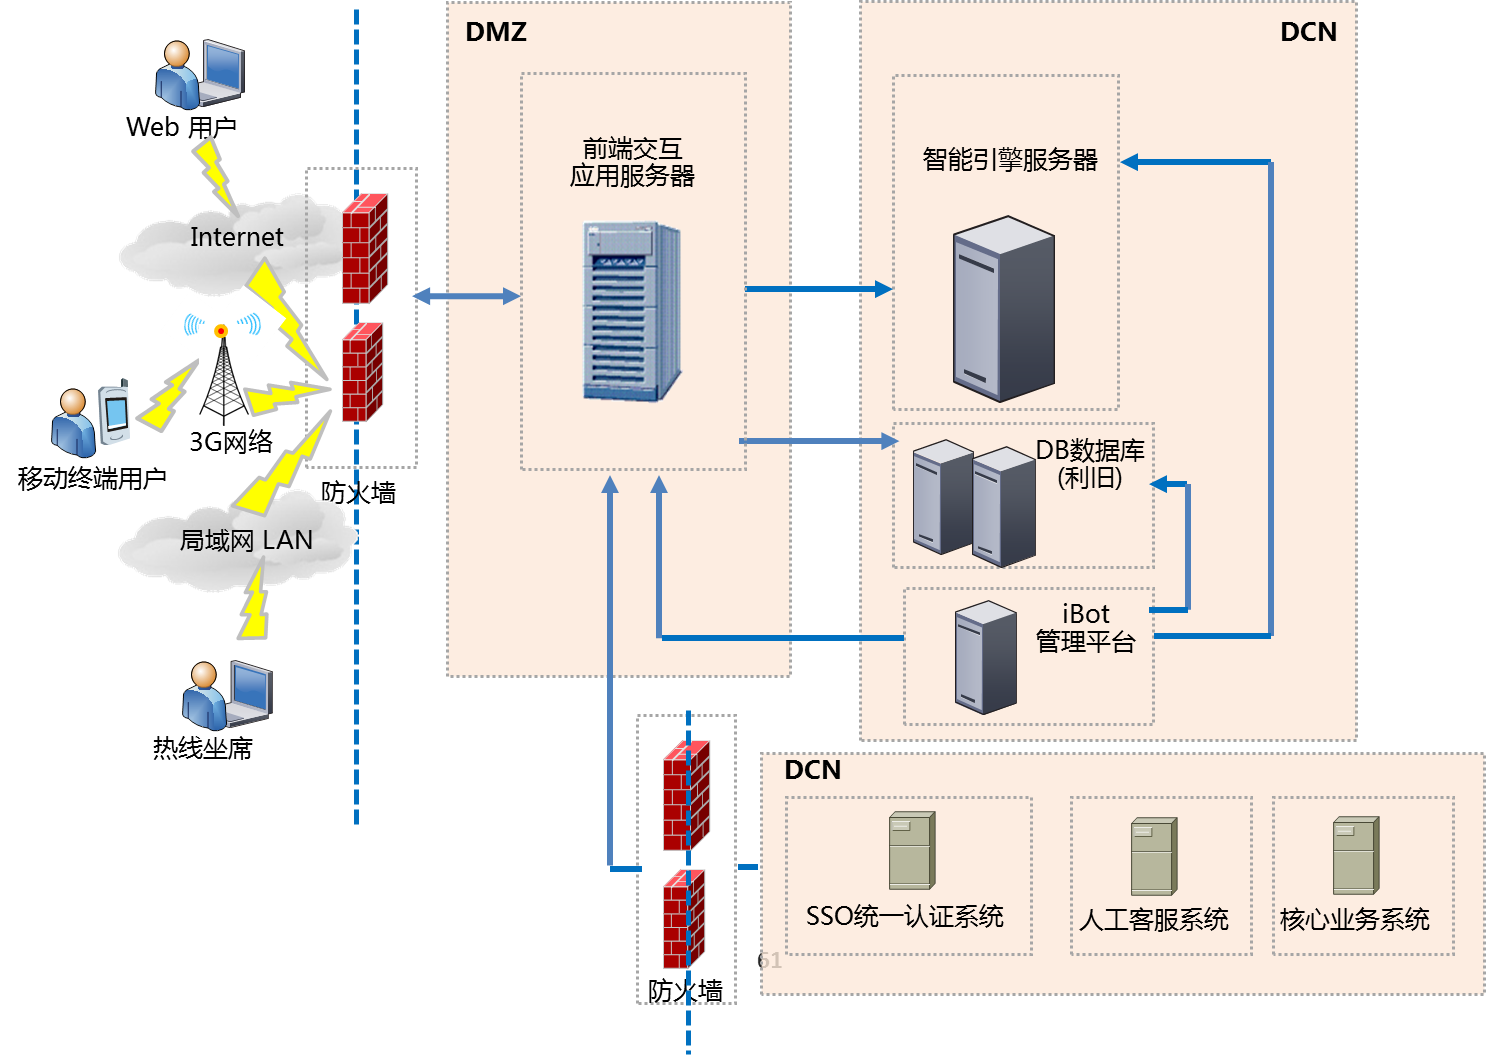 DMZ
DCN
Web 用户
前端交互
应用服务器
智能引擎服务器
Internet
3G网络
移动终端用户
防火墙
DB数据库
(利旧)
局域网 LAN
iBot
管理平台
热线坐席
DCN
SSO统一认证系统
人工客服系统
核心业务系统
61
防火墙